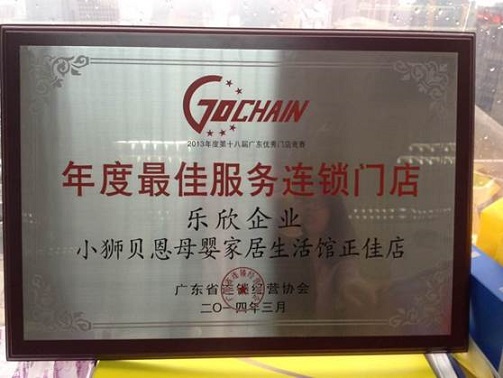 GOCHAIN
2013年度第十八届广东优秀门店竞赛
年度最佳服务连锁门店
乐欣企业
小狮贝恩母婴家居生活馆正佳店
广东省连锁经营协会
二〇一四年三月